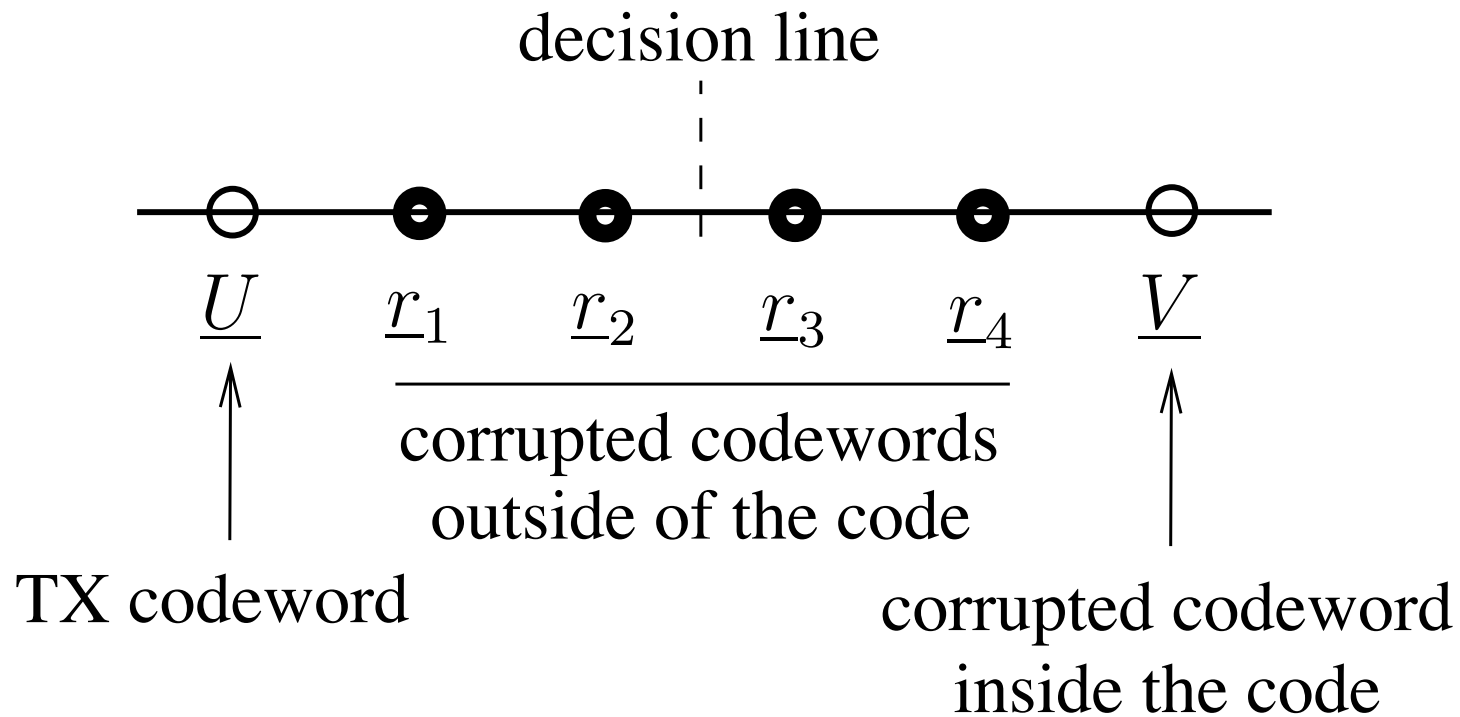 decision line
U r₁ r₂ r₃ r₄ V
corrupted codewords
outside of the code
TX codeword
corrupted codeword
inside the code